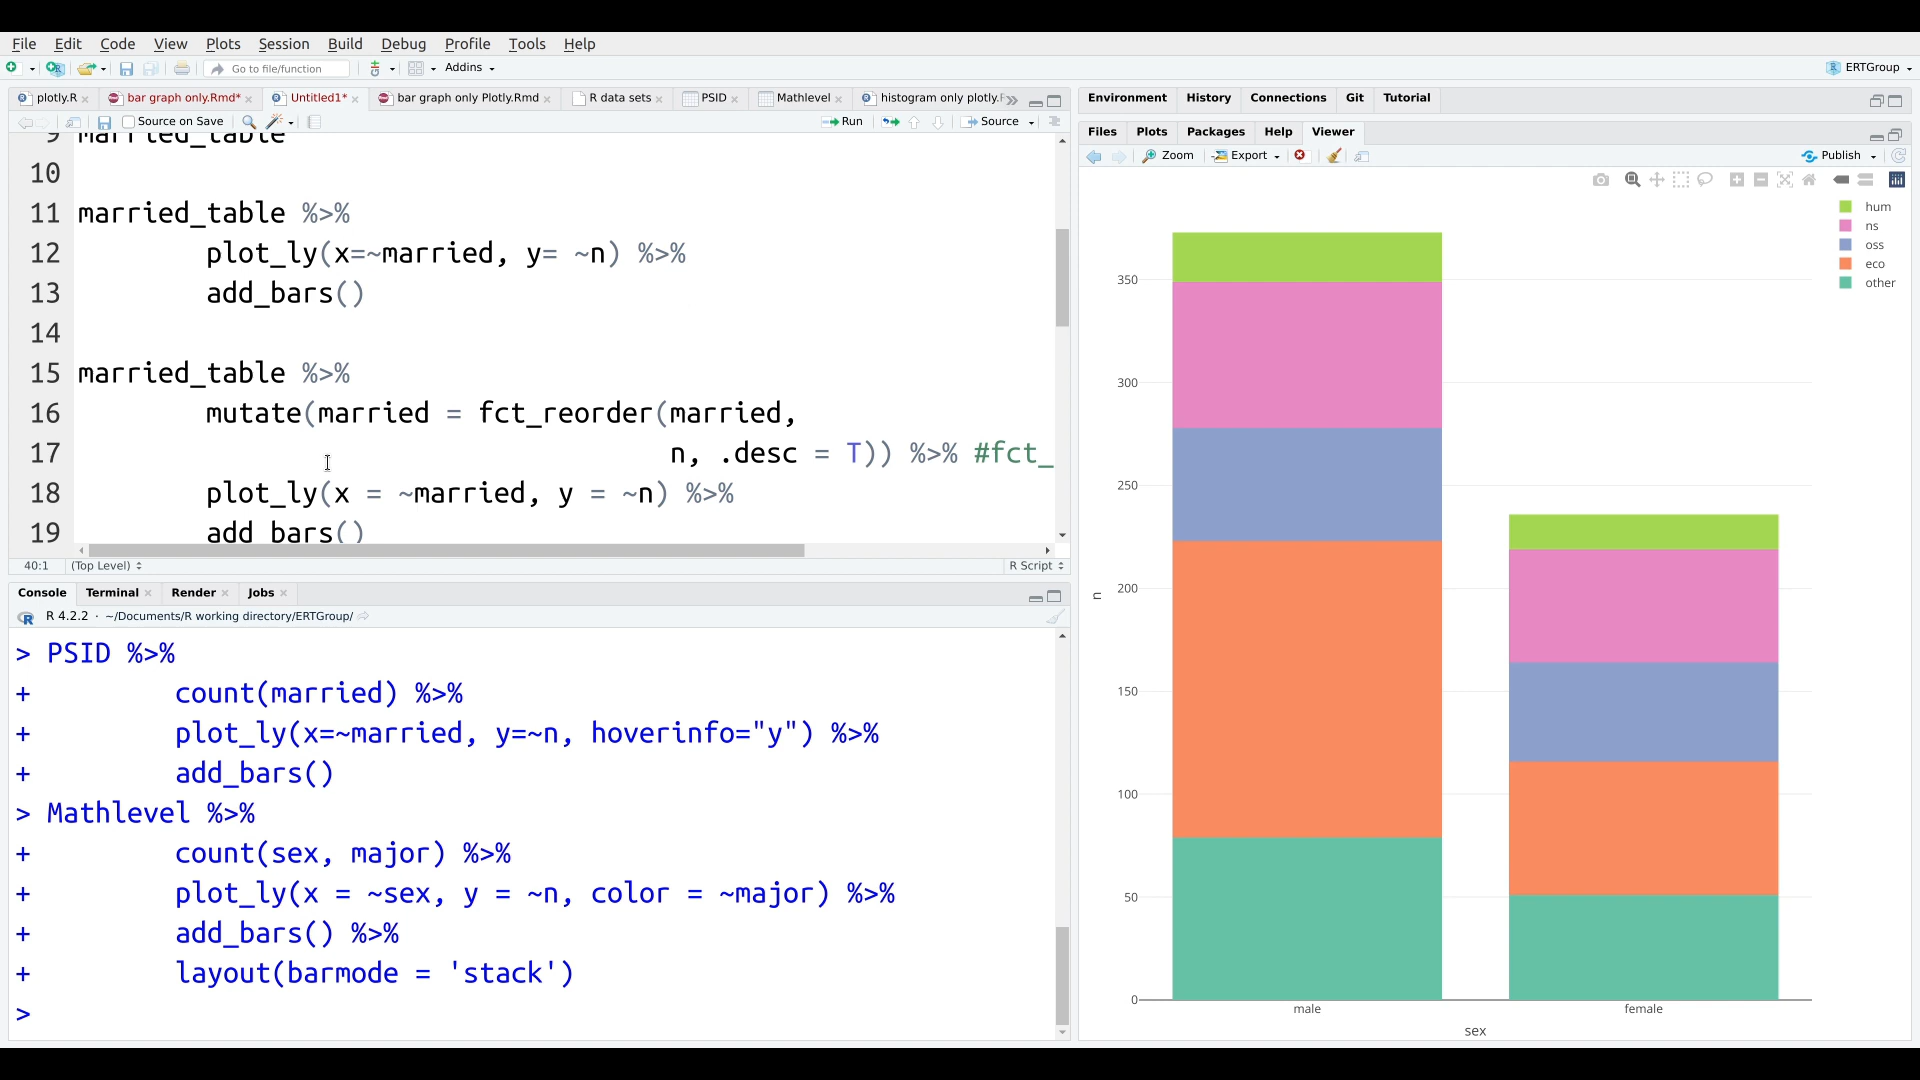 File Edit Code View Plots Session Build Debug Profile Tools Help
Go to file/function Addins ERTGroup
plotly.R bar graph only.Rmd* Untitled1* bar graph only Plotly.Rmd R data sets PSID Mathlevel histogram only plotly.
Source on Save Run Source
9 married_table
10
11 married_table %>%
12 plot_ly(x=~married, y= ~n) %>%
13 add_bars()
14
15 married_table %>%
16 mutate(married = fct_reorder(married,
17 n, .desc = T)) %>% #fct_
18 plot_ly(x = ~married, y = ~n) %>%
19 add_bars()
40:1 (Top Level) R Script
Console Terminal Render Jobs
R 4.2.2 · ~/Documents/R working directory/ERTGroup/
> PSID %>%
+ count(married) %>%
+ plot_ly(x=~married, y=~n, hoverinfo="y") %>%
+ add_bars()
> Mathlevel %>%
+ count(sex, major) %>%
+ plot_ly(x = ~sex, y = ~n, color = ~major) %>%
+ add_bars() %>%
+ layout(barmode = 'stack')
>
Environment History Connections Git Tutorial
Files Plots Packages Help Viewer
Zoom Export Publish
hum
ns
oss
eco
other
350
300
250
200
150
100
50
0
n
male female
sex